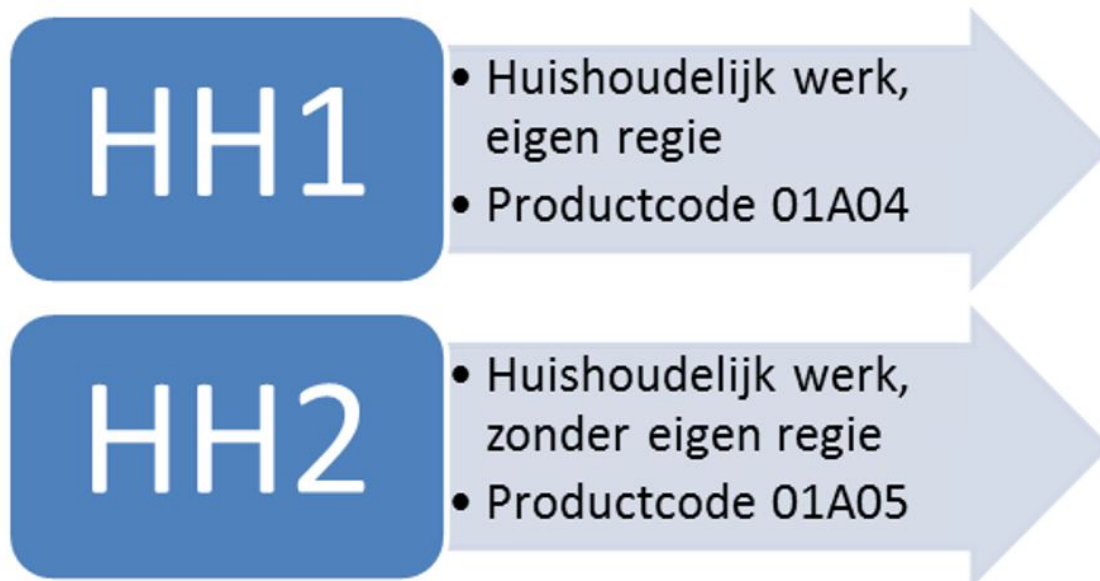 HH1
• Huishoudelijk werk,
eigen regie
• Productcode 01A04
HH2
• Huishoudelijk werk,
zonder eigen regie
• Productcode 01A05